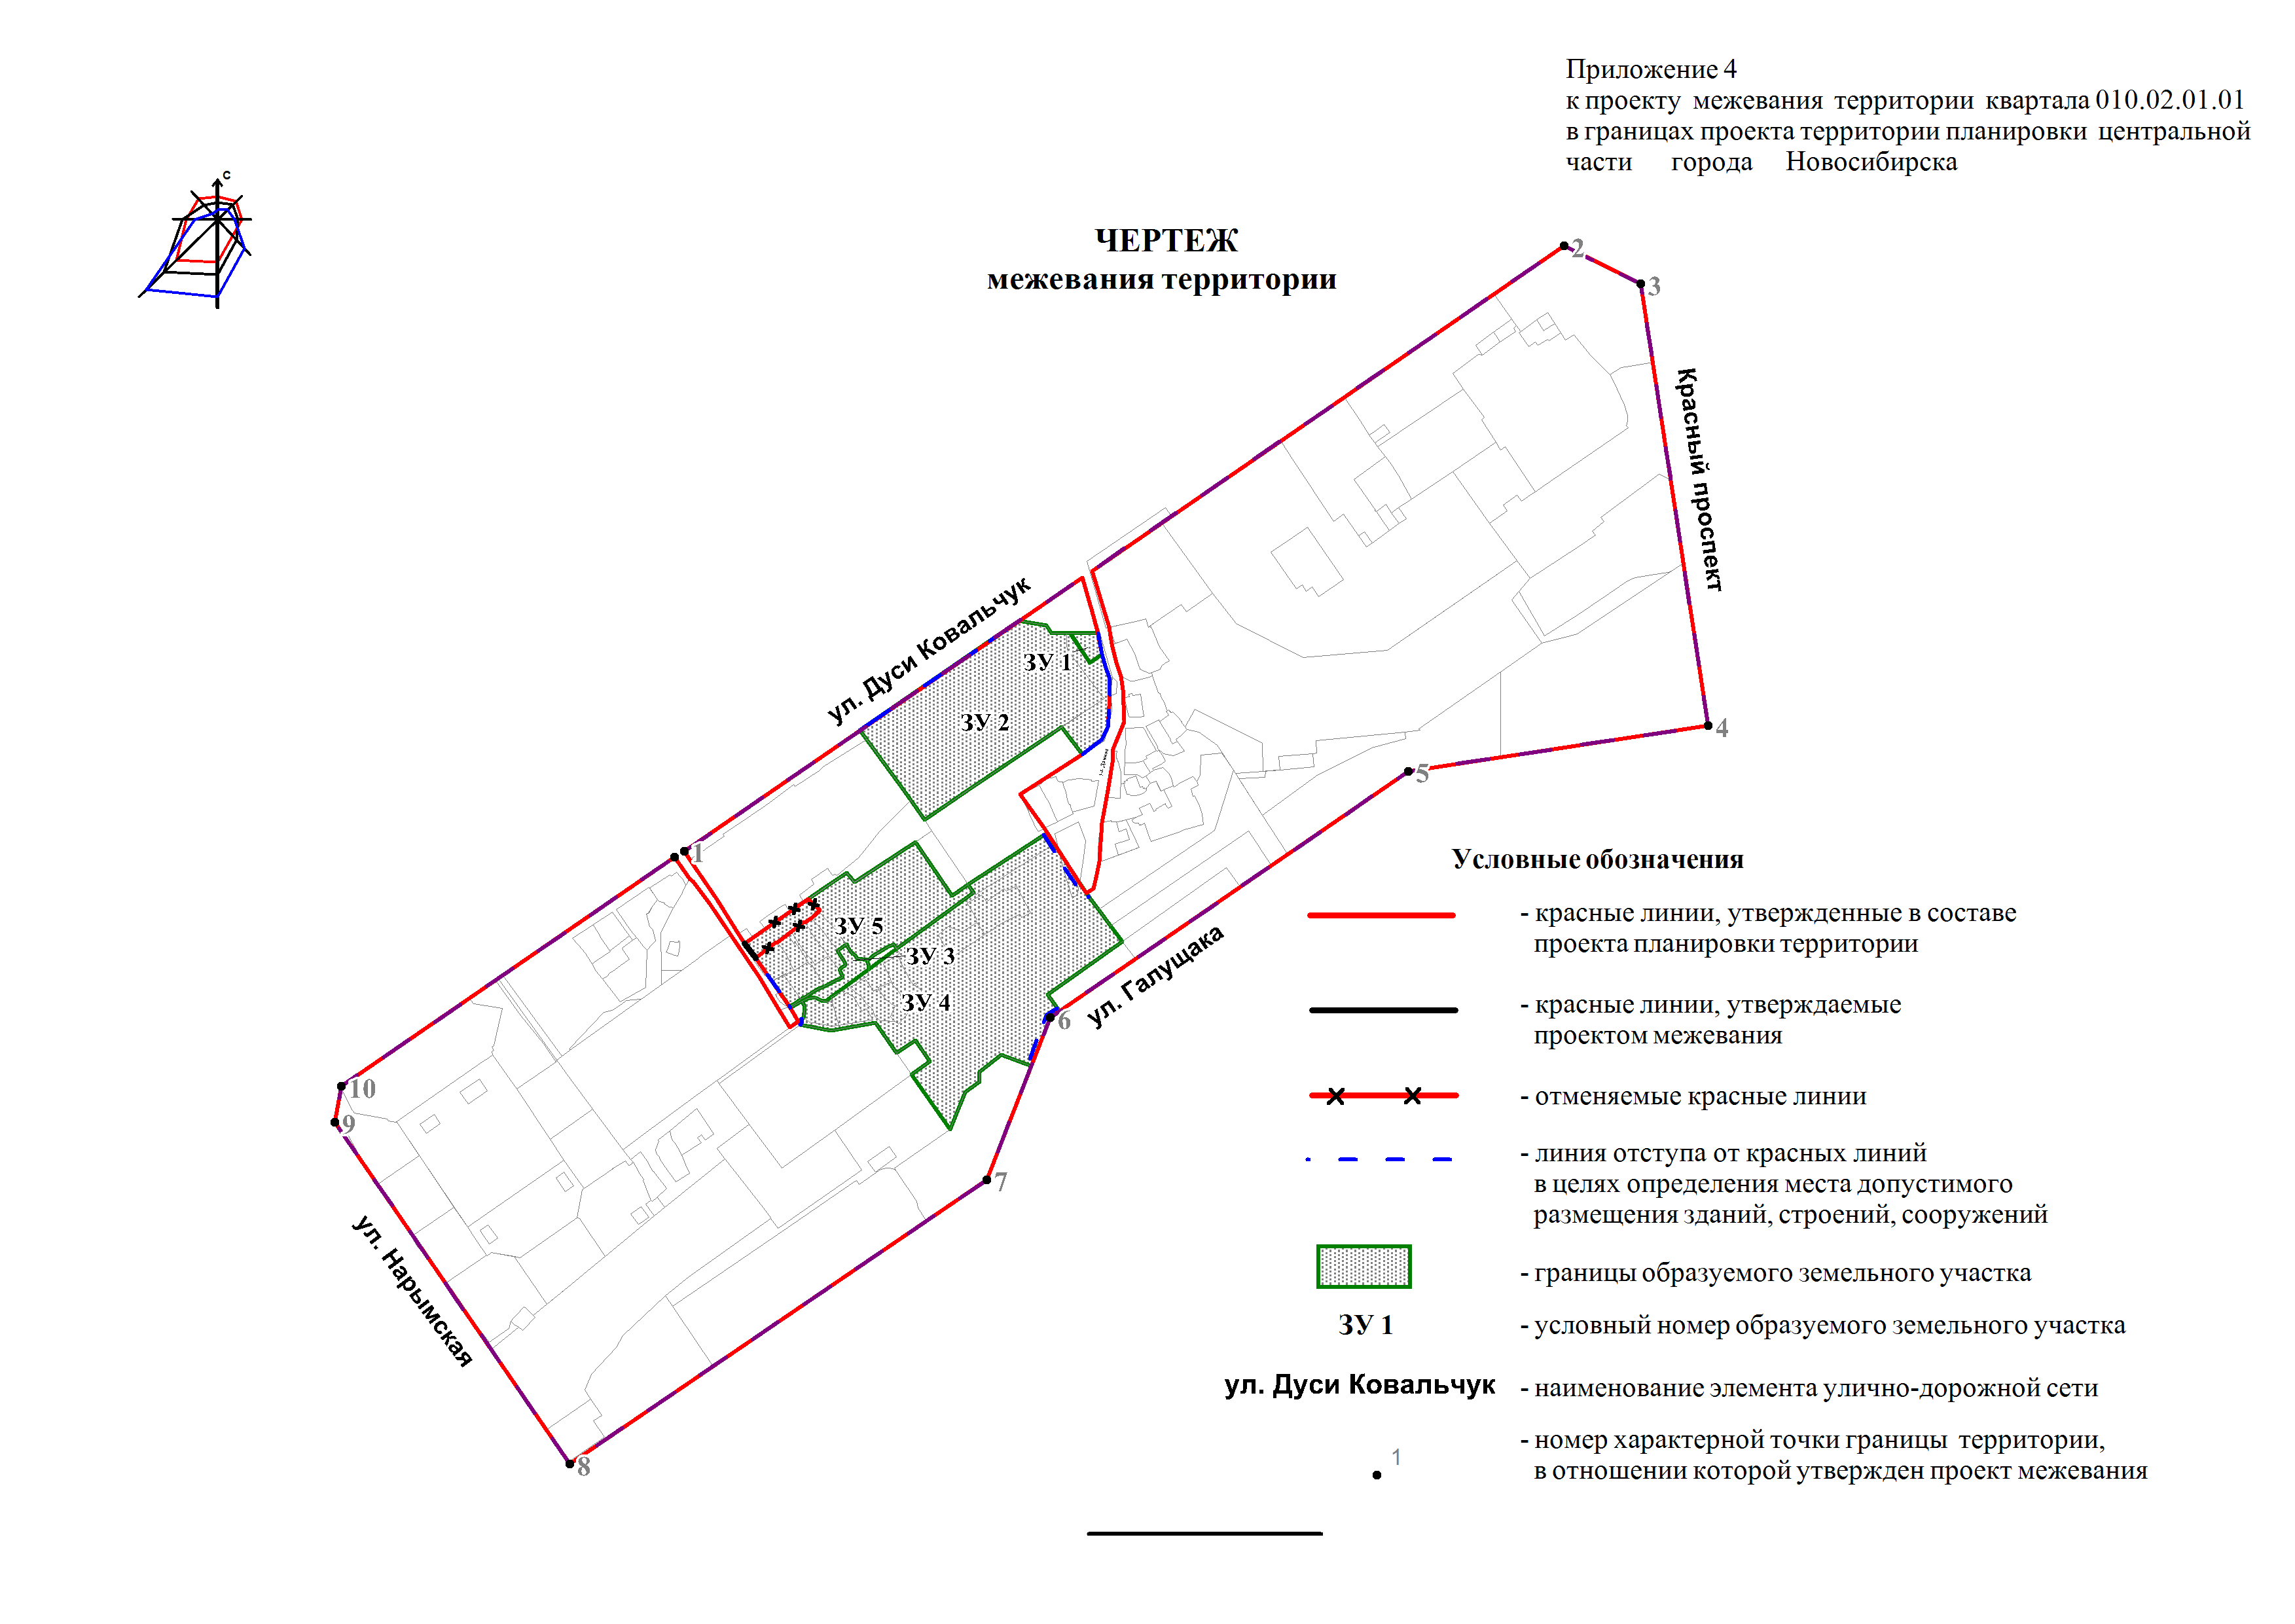 Приложение 4
к проекту межевания территории квартала 010.02.01.01
в границах проекта территории планировки центральной
части города Новосибирска
с
ЧЕРТЕЖ
межевания территории
2
3
Красный проспект
ул. Дуси Ковальчук
ЗУ 1
ЗУ 2
4
5
1
ЗУ 5
ЗУ 3
ЗУ 4
ул. Галущака
6
10
9
7
ул. Нарымская
8
Условные обозначения
- красные линии, утвержденные в составе
проекта планировки территории
- красные линии, утверждаемые
проектом межевания
- отменяемые красные линии
- линия отступа от красных линий
в целях определения места допустимого
размещения зданий, строений, сооружений
- границы образуемого земельного участка
ЗУ 1 - условный номер образуемого земельного участка
ул. Дуси Ковальчук - наименование элемента улично-дорожной сети
1 - номер характерной точки границы территории,
в отношении которой утвержден проект межевания